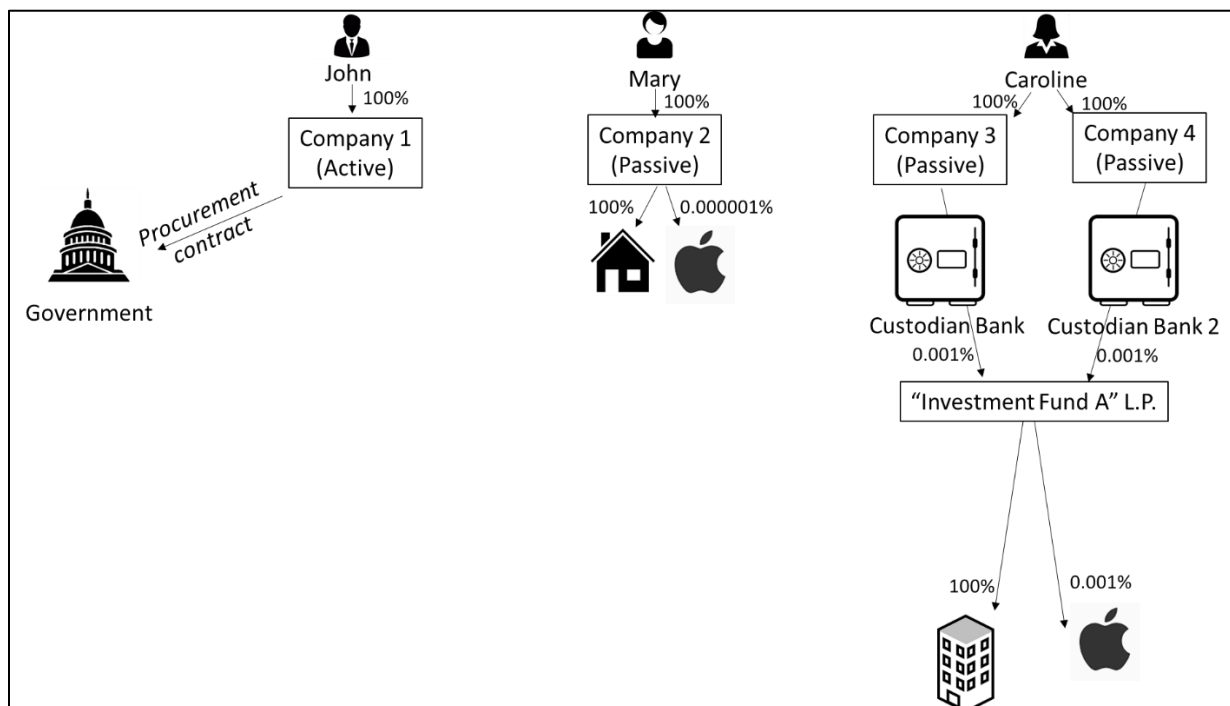 John
Mary
Caroline
100%
100%
100%
100%
Company 1
(Active)
Company 2
(Passive)
Company 3
(Passive)
Company 4
(Passive)
Procurement
contract
100%
0.000001%
Government
Custodian Bank
Custodian Bank 2
0.001%
0.001%
“Investment Fund A” L.P.
100%
0.001%